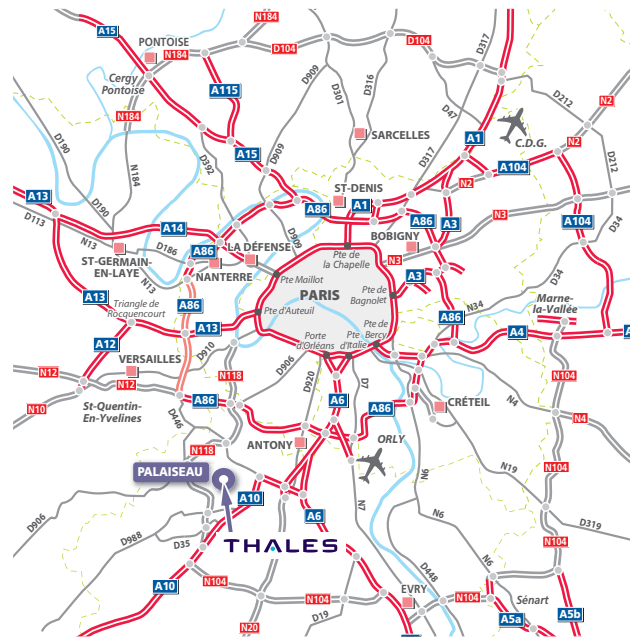 A15
N184
D104
D104
N184
D317
PONTOISE
N184
D909
D316
Cergy
Pontoise
A115
D301
D47
D212
N2
N184
SARCELLES
C.D.G.
D190
A15
D909
D317
A1
N2
N184
D392
A104
A13
D190
ST-DENIS
N2
A104
D34
D113
A14
A86
A1
A86
A3
N3
N13
D186
A86
LA DÉFENSE
D909
BOBIGNY
ST-GERMAIN-
EN-LAYE
NANTERRE
Pte de
la Chapelle
N3
D34
N13
Pte Maillot
A3
A13
A86
PARIS
Pte de
Bagnolet
Marne-
la-Vallée
Triangle de
Rocquencourt
Pte d'Auteuil
N34
A86
A13
Porte
d'Orléans
Pte
d'Italie
Pte de
Bercy
A4
A
A12
VERSAILLES
D910
D906
N12
N12
N118
D920
D7
N104
N10
St-Quentin-
En-Yvelines
A86
A6
A86
CRÉTEIL
N4
N4
D446
N118
ANTONY
ORLY
PALAISEAU
N6
N19
N104
A10
D906
D988
A6
N7
N6
D319
D35
THALES
N104
A10
N104
D448
N6
EVRY
N104
Sénart
N20
N104
D19
A6
A5a
A5b